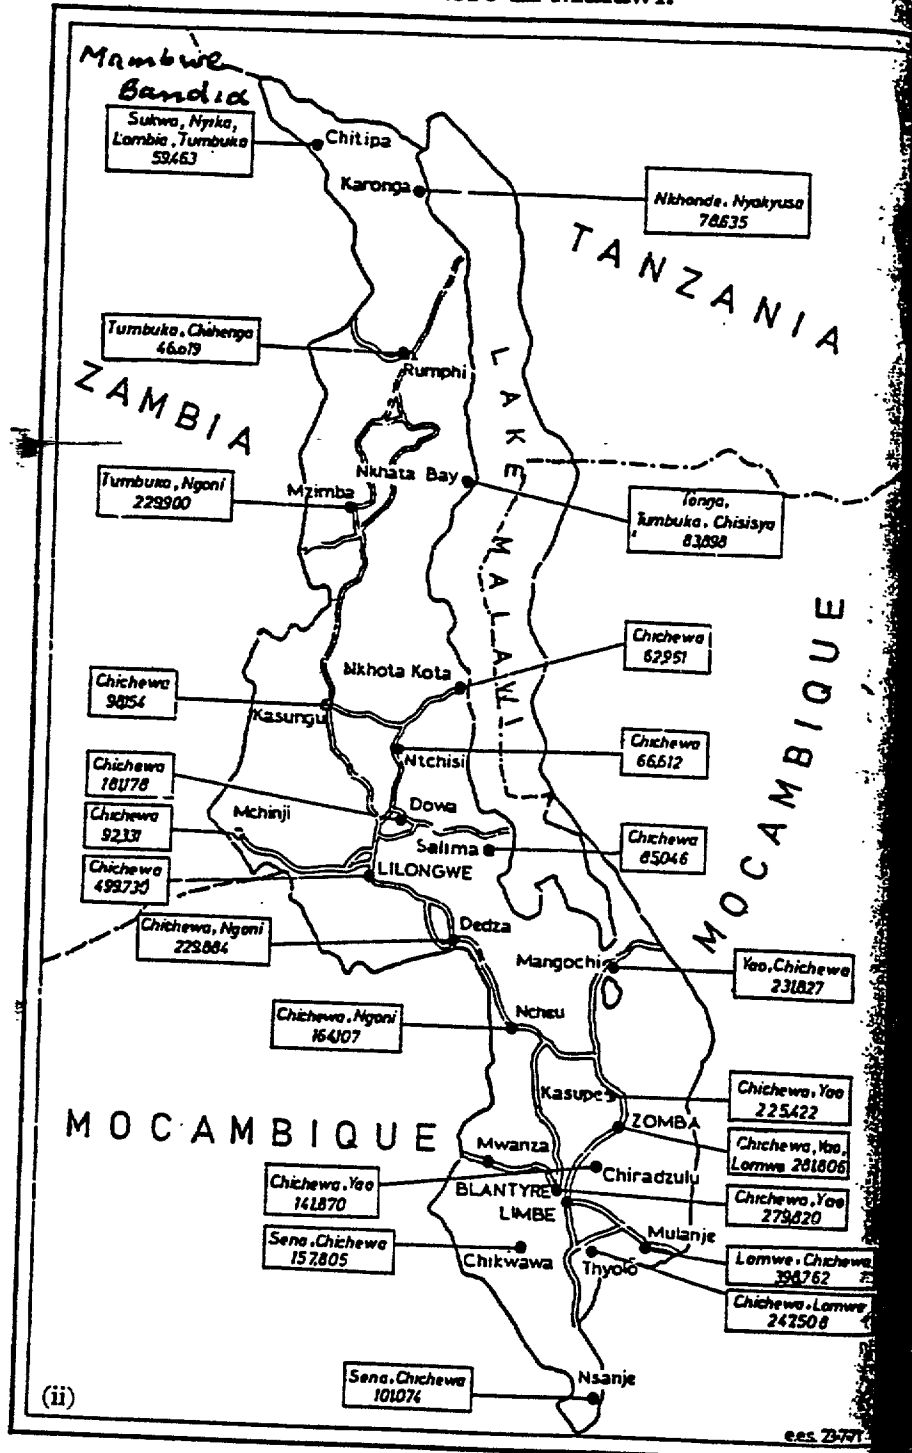 Mambwe
Bandia
Sukwa, Nyika,
Lambia, Tumbuka
59,463
Chitipa
Karonga
Nkhonde, Nyakyusa
78,635
TANZANIA
Tumbuka, Chihenga
46,019
Rumphi
ZAMBIA
LAKE MALAWI
Tumbuka, Ngoni
229,900
Mzimba
Nkhata Bay
Tonga,
Tumbuka, Chisisya
83,898
MOCAMBIQUE
Chichewa
62,951
Nkhota Kota
Chichewa
98,154
Kasungu
Chichewa
66,612
Ntchisi
Chichewa
181,178
Dowa
Mchinji
Chichewa
92,331
Salima
Chichewa
85,046
Chichewa
499,730
LILONGWE
Dedza
Chichewa, Ngoni
229,884
Mangochi
Yao, Chichewa
231,827
Chichewa, Ngoni
164,107
Ncheu
Kasupe
Chichewa, Yao
225,422
MOCAMBIQUE
ZOMBA
Chichewa, Yao,
Lomwe 281,806
Mwanza
Chiradzulu
Chichewa, Yao
141,870
BLANTYRE
LIMBE
Chichewa, Yao
279,820
Sena, Chichewa
157,805
Chikwawa
Mulanje
Thyolo
Lomwe, Chichewa
398,762
Chichewa, Lomwe
247,508
Sena, Chichewa
101,074
Nsanje
(ii)
e.e.s. 23-7-71